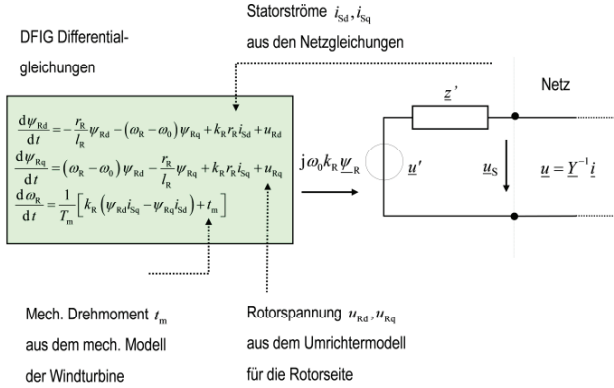 Statorströme i_Sd, i_Sq
aus den Netzgleichungen
DFIG Differential-
gleichungen
dψ_Rd/dt = −(r_R/l_R) ψ_Rd − (ω_R − ω_0) ψ_Rq + k_R r_R i_Sd + u_Rd
dψ_Rq/dt = (ω_R − ω_0) ψ_Rd − (r_R/l_R) ψ_Rq + k_R r_R i_Sq + u_Rq
dω_R/dt = (1/T_m) [k_R (ψ_Rd i_Sq − ψ_Rq i_Sd) + t_m]
jω_0 k_R ψ_R
z'
Netz
u'
u_S
u = Y^−1 i
Mech. Drehmoment t_m
aus dem mech. Modell
der Windturbine
Rotorspannung u_Rd, u_Rq
aus dem Umrichtermodell
für die Rotorseite